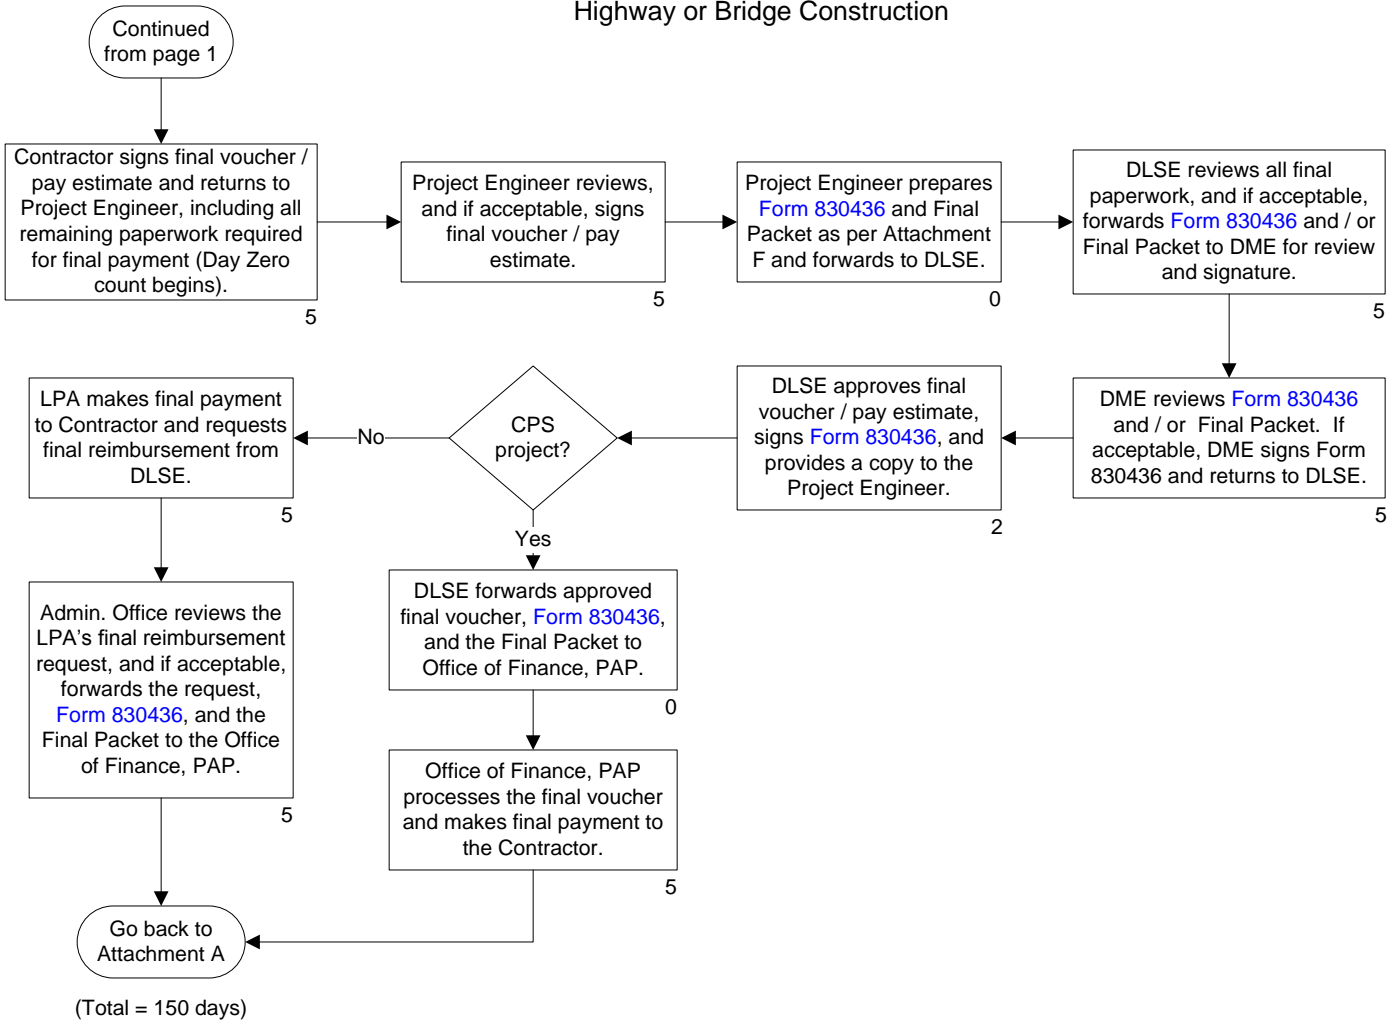 Highway or Bridge Construction
Continued
from page 1
Contractor signs final voucher /
pay estimate and returns to
Project Engineer, including all
remaining paperwork required
for final payment (Day Zero
count begins).
5
Project Engineer reviews,
and if acceptable, signs
final voucher / pay
estimate.
5
Project Engineer prepares
Form 830436 and Final
Packet as per Attachment
F and forwards to DLSE.
0
DLSE reviews all final
paperwork, and if acceptable,
forwards Form 830436 and / or
Final Packet to DME for review
and signature.
5
DME reviews Form 830436
and / or Final Packet. If
acceptable, DME signs Form
830436 and returns to DLSE.
5
DLSE approves final
voucher / pay estimate,
signs Form 830436, and
provides a copy to the
Project Engineer.
2
CPS
project?
No
LPA makes final payment
to Contractor and requests
final reimbursement from
DLSE.
5
Admin. Office reviews the
LPA's final reimbursement
request, and if acceptable,
forwards the request,
Form 830436, and the
Final Packet to the Office
of Finance, PAP.
5
Yes
DLSE forwards approved
final voucher, Form 830436,
and the Final Packet to
Office of Finance, PAP.
0
Office of Finance, PAP
processes the final voucher
and makes final payment to
the Contractor.
5
Go back to
Attachment A
(Total = 150 days)